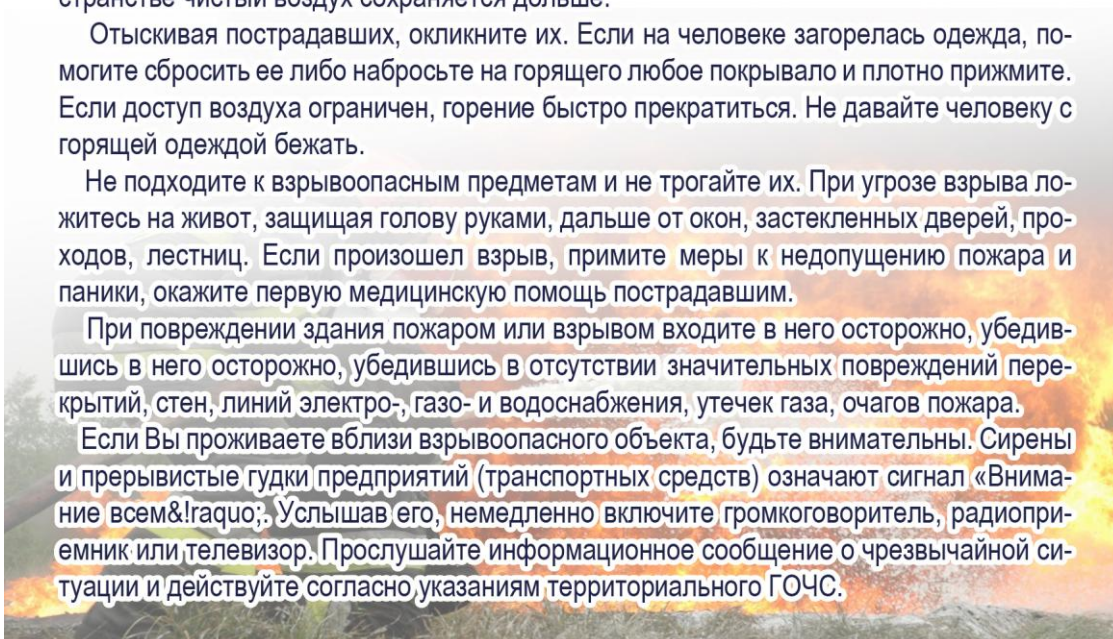 странстве чистый воздух сохраняется дольше.
Отыскивая пострадавших, окликните их. Если на человеке загорелась одежда, по-
могите сбросить ее либо набросьте на горящего любое покрывало и плотно прижмите.
Если доступ воздуха ограничен, горение быстро прекратиться. Не давайте человеку с
горящей одеждой бежать.
Не подходите к взрывоопасным предметам и не трогайте их. При угрозе взрыва ло-
житесь на живот, защищая голову руками, дальше от окон, застекленных дверей, про-
ходов, лестниц. Если произошел взрыв, примите меры к недопущению пожара и
паники, окажите первую медицинскую помощь пострадавшим.
При повреждении здания пожаром или взрывом входите в него осторожно, убедив-
шись в него осторожно, убедившись в отсутствии значительных повреждений пере-
крытий, стен, линий электро-, газо- и водоснабжения, утечек газа, очагов пожара.
Если Вы проживаете вблизи взрывоопасного объекта, будьте внимательны. Сирены
и прерывистые гудки предприятий (транспортных средств) означают сигнал «Внима-
ние всем&!raquo;. Услышав его, немедленно включите громкоговоритель, радиопри-
емник или телевизор. Прослушайте информационное сообщение о чрезвычайной си-
туации и действуйте согласно указаниям территориального ГОЧС.